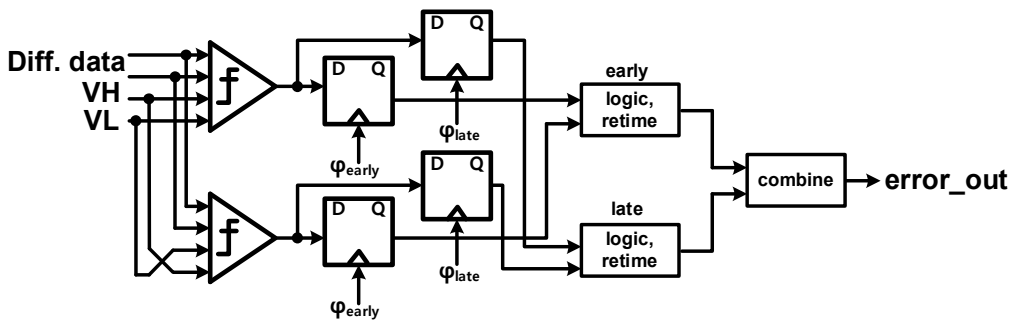 Diff. data
VH
VL
D Q
φearly
D Q
φlate
D Q
φearly
D Q
φlate
early
logic,
retime
late
logic,
retime
combine
error_out